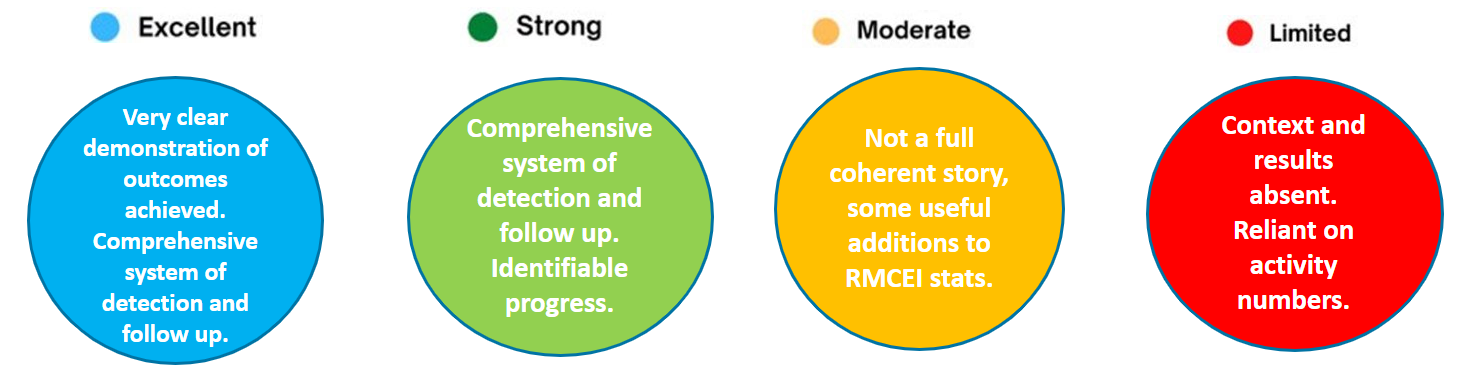 Excellent
Strong
Moderate
Limited
Very clear
demonstration of
outcomes
achieved.
Comprehensive
system of
detection and
follow up.
Comprehensive
system of
detection and
follow up.
Identifiable
progress.
Not a full
coherent story,
some useful
additions to
RMCEI stats.
Context and
results
absent.
Reliant on
activity
numbers.